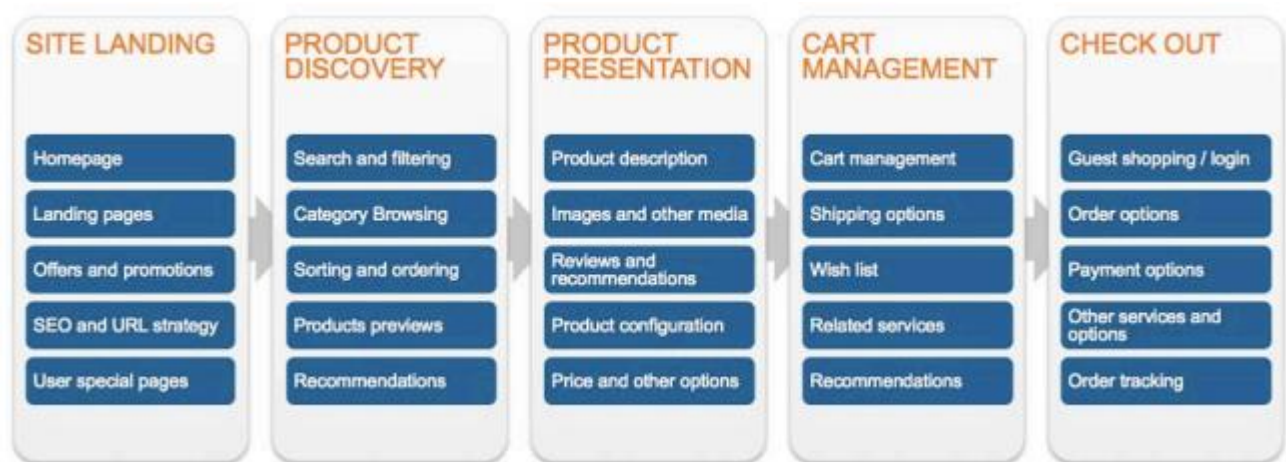 SITE LANDING
Homepage
Landing pages
Offers and promotions
SEO and URL strategy
User special pages
PRODUCT
DISCOVERY
Search and filtering
Category Browsing
Sorting and ordering
Products previews
Recommendations
PRODUCT
PRESENTATION
Product description
Images and other media
Reviews and
recommendations
Product configuration
Price and other options
CART
MANAGEMENT
Cart management
Shipping options
Wish list
Related services
Recommendations
CHECK OUT
Guest shopping / login
Order options
Payment options
Other services and
options
Order tracking